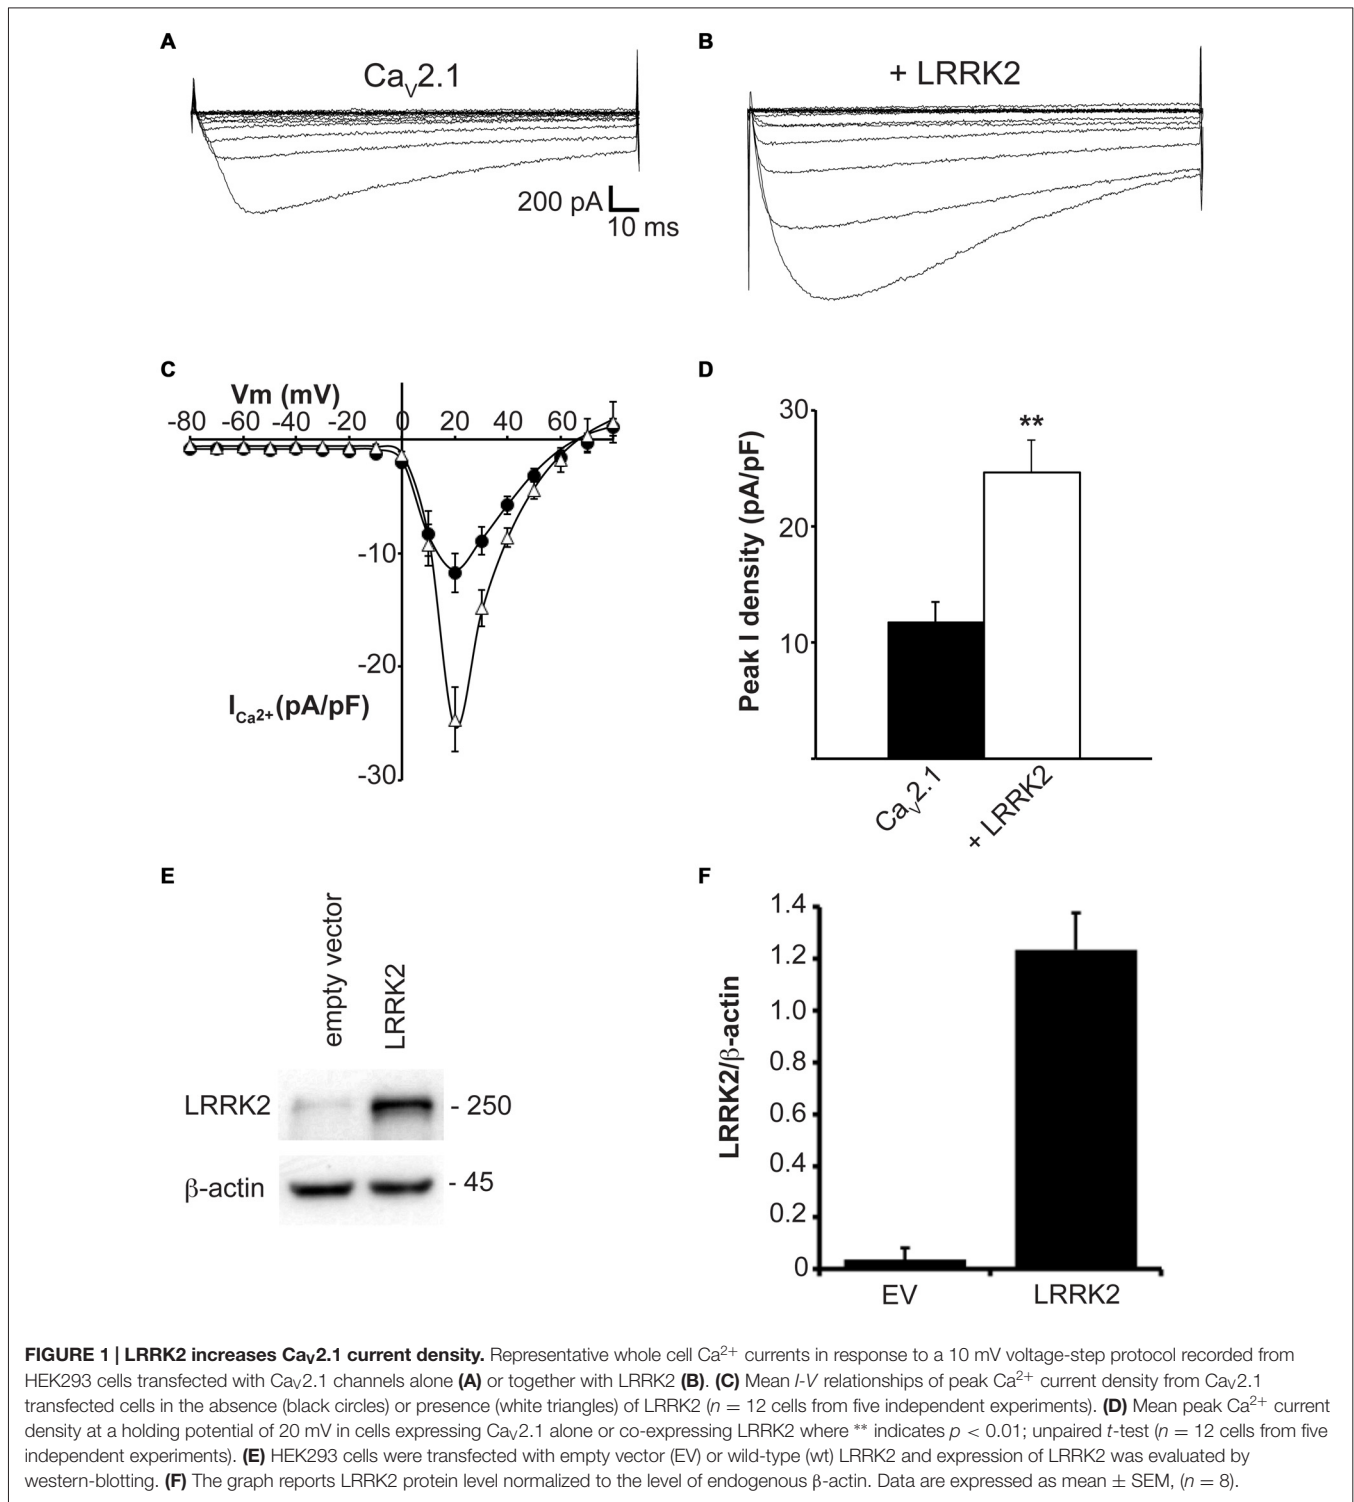 A
B
Ca_V2.1
+ LRRK2
200 pA
10 ms
C
D
Vm (mV)
-80 -60 -40 -20 0 20 40 60
-10
-20
-30
I_Ca²⁺(pA/pF)
30
20
10
**
Peak I density (pA/pF)
Ca_V2.1
+ LRRK2
E
F
empty vector
LRRK2
LRRK2
- 250
β-actin
- 45
1.4
1.2
1.0
0.8
0.6
0.4
0.2
0
LRRK2/β-actin
EV
LRRK2
FIGURE 1 | LRRK2 increases Ca_V2.1 current density. Representative whole cell Ca²⁺ currents in response to a 10 mV voltage-step protocol recorded from
HEK293 cells transfected with Ca_V2.1 channels alone (A) or together with LRRK2 (B). (C) Mean I-V relationships of peak Ca²⁺ current density from Ca_V2.1
transfected cells in the absence (black circles) or presence (white triangles) of LRRK2 (n = 12 cells from five independent experiments). (D) Mean peak Ca²⁺ current
density at a holding potential of 20 mV in cells expressing Ca_V2.1 alone or co-expressing LRRK2 where ** indicates p < 0.01; unpaired t-test (n = 12 cells from five
independent experiments). (E) HEK293 cells were transfected with empty vector (EV) or wild-type (wt) LRRK2 and expression of LRRK2 was evaluated by
western-blotting. (F) The graph reports LRRK2 protein level normalized to the level of endogenous β-actin. Data are expressed as mean ± SEM, (n = 8).